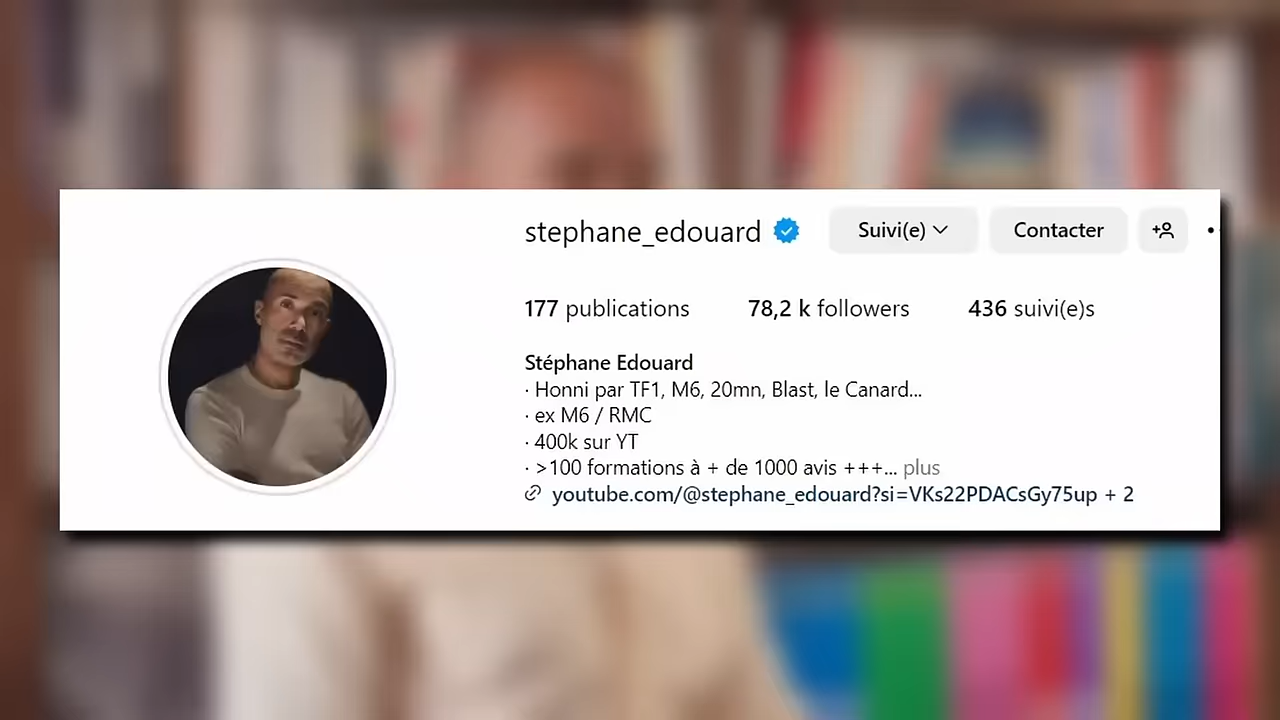 stephane_edouard Suivi(e) Contacter
177 publications 78,2 k followers 436 suivi(e)s
Stéphane Edouard
· Honni par TF1, M6, 20mn, Blast, le Canard...
· ex M6 / RMC
· 400k sur YT
· >100 formations à + de 1000 avis +++... plus
youtube.com/@stephane_edouard?si=VKs22PDACsGy75up + 2